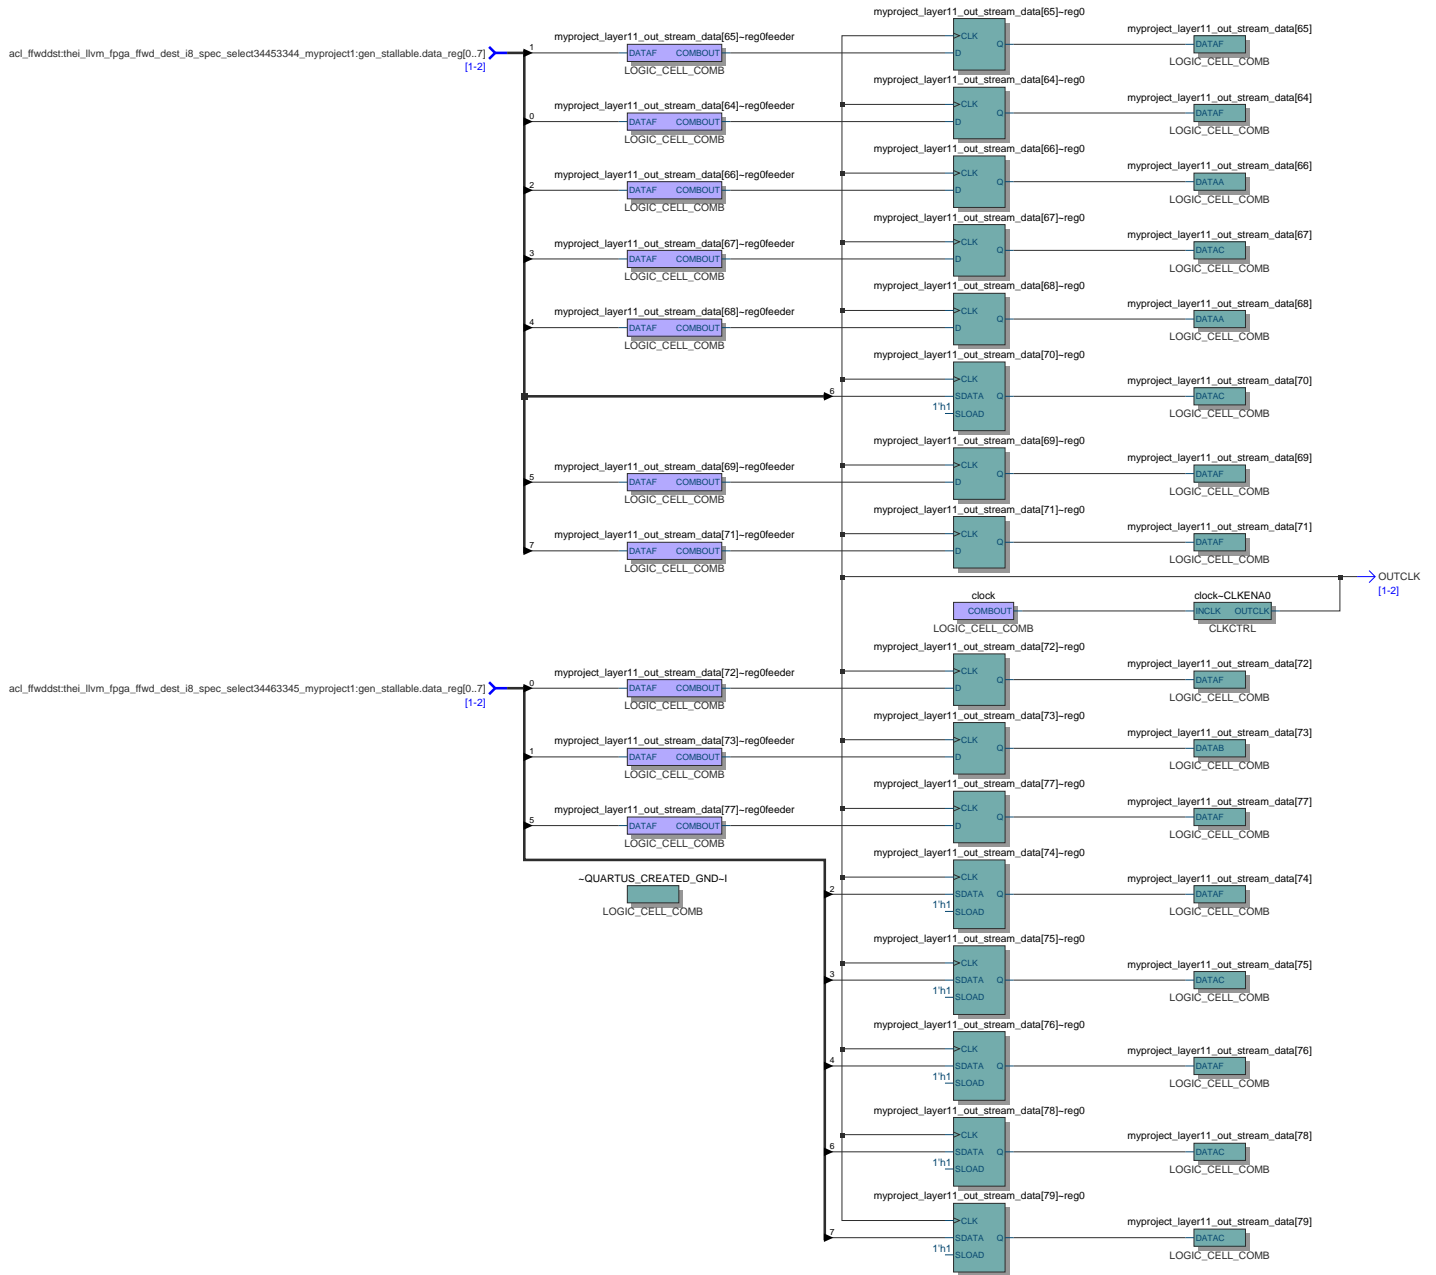 myproject_layer11_out_stream_data[65]~reg0
acl_ffwddst:thei_llvm_fpga_ffwd_dest_i8_spec_select34453344_myproject1:gen_stallable.data_reg[0..7]
[1-2]
1
myproject_layer11_out_stream_data[65]~reg0feeder
DATAF COMBOUT
LOGIC_CELL_COMB
>CLK
D
Q
myproject_layer11_out_stream_data[65]
DATAF
LOGIC_CELL_COMB
myproject_layer11_out_stream_data[64]~reg0
0
myproject_layer11_out_stream_data[64]~reg0feeder
DATAF COMBOUT
LOGIC_CELL_COMB
>CLK
D
Q
myproject_layer11_out_stream_data[64]
DATAF
LOGIC_CELL_COMB
myproject_layer11_out_stream_data[66]~reg0
2
myproject_layer11_out_stream_data[66]~reg0feeder
DATAF COMBOUT
LOGIC_CELL_COMB
>CLK
D
Q
myproject_layer11_out_stream_data[66]
DATAA
LOGIC_CELL_COMB
myproject_layer11_out_stream_data[67]~reg0
3
myproject_layer11_out_stream_data[67]~reg0feeder
DATAF COMBOUT
LOGIC_CELL_COMB
>CLK
D
Q
myproject_layer11_out_stream_data[67]
DATAC
LOGIC_CELL_COMB
myproject_layer11_out_stream_data[68]~reg0
4
myproject_layer11_out_stream_data[68]~reg0feeder
DATAF COMBOUT
LOGIC_CELL_COMB
>CLK
D
Q
myproject_layer11_out_stream_data[68]
DATAA
LOGIC_CELL_COMB
myproject_layer11_out_stream_data[70]~reg0
6
1'h1
>CLK
SDATA Q
SLOAD
myproject_layer11_out_stream_data[70]
DATAC
LOGIC_CELL_COMB
myproject_layer11_out_stream_data[69]~reg0
5
myproject_layer11_out_stream_data[69]~reg0feeder
DATAF COMBOUT
LOGIC_CELL_COMB
>CLK
D
Q
myproject_layer11_out_stream_data[69]
DATAF
LOGIC_CELL_COMB
myproject_layer11_out_stream_data[71]~reg0
7
myproject_layer11_out_stream_data[71]~reg0feeder
DATAF COMBOUT
LOGIC_CELL_COMB
>CLK
D
Q
myproject_layer11_out_stream_data[71]
DATAF
LOGIC_CELL_COMB
OUTCLK
[1-2]
clock
COMBOUT
LOGIC_CELL_COMB
clock~CLKENA0
INCLK OUTCLK
CLKCTRL
myproject_layer11_out_stream_data[72]~reg0
acl_ffwddst:thei_llvm_fpga_ffwd_dest_i8_spec_select34463345_myproject1:gen_stallable.data_reg[0..7]
[1-2]
0
myproject_layer11_out_stream_data[72]~reg0feeder
DATAF COMBOUT
LOGIC_CELL_COMB
>CLK
D
Q
myproject_layer11_out_stream_data[72]
DATAF
LOGIC_CELL_COMB
myproject_layer11_out_stream_data[73]~reg0
1
myproject_layer11_out_stream_data[73]~reg0feeder
DATAF COMBOUT
LOGIC_CELL_COMB
>CLK
D
Q
myproject_layer11_out_stream_data[73]
DATAB
LOGIC_CELL_COMB
myproject_layer11_out_stream_data[77]~reg0
5
myproject_layer11_out_stream_data[77]~reg0feeder
DATAF COMBOUT
LOGIC_CELL_COMB
>CLK
D
Q
myproject_layer11_out_stream_data[77]
DATAF
LOGIC_CELL_COMB
myproject_layer11_out_stream_data[74]~reg0
~QUARTUS_CREATED_GND~I
LOGIC_CELL_COMB
2
1'h1
>CLK
SDATA Q
SLOAD
myproject_layer11_out_stream_data[74]
DATAF
LOGIC_CELL_COMB
myproject_layer11_out_stream_data[75]~reg0
3
1'h1
>CLK
SDATA Q
SLOAD
myproject_layer11_out_stream_data[75]
DATAC
LOGIC_CELL_COMB
myproject_layer11_out_stream_data[76]~reg0
4
1'h1
>CLK
SDATA Q
SLOAD
myproject_layer11_out_stream_data[76]
DATAF
LOGIC_CELL_COMB
myproject_layer11_out_stream_data[78]~reg0
6
1'h1
>CLK
SDATA Q
SLOAD
myproject_layer11_out_stream_data[78]
DATAC
LOGIC_CELL_COMB
myproject_layer11_out_stream_data[79]~reg0
7
1'h1
>CLK
SDATA Q
SLOAD
myproject_layer11_out_stream_data[79]
DATAC
LOGIC_CELL_COMB